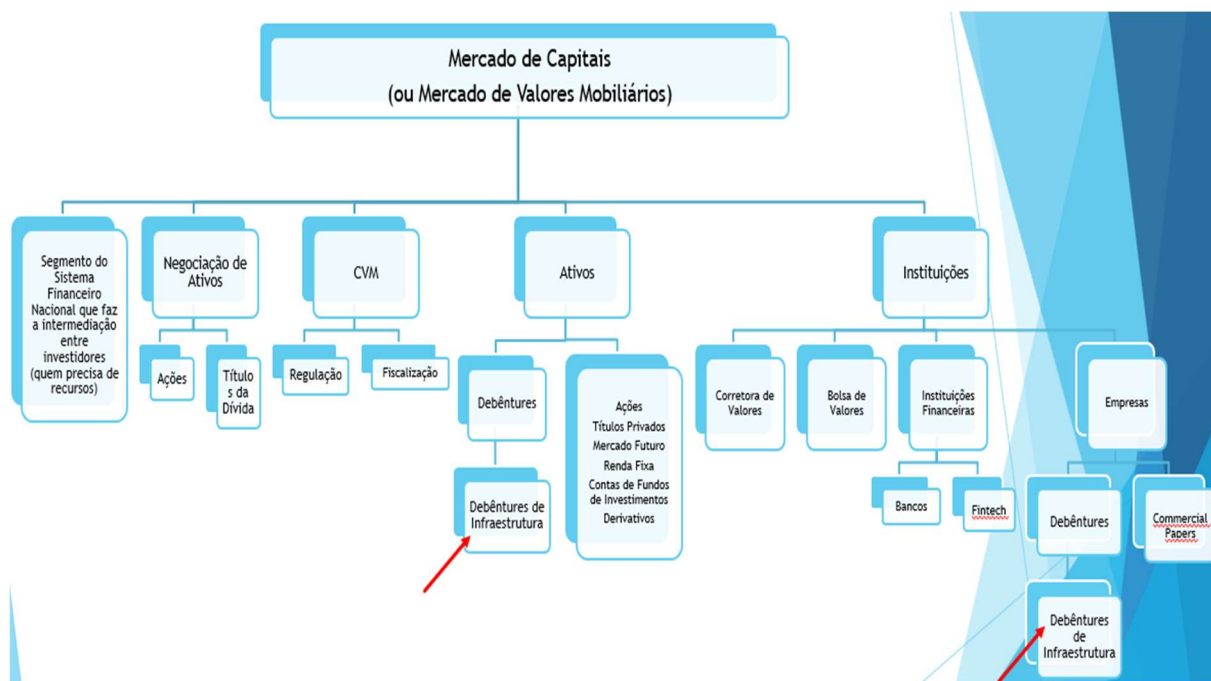 Mercado de Capitais
(ou Mercado de Valores Mobiliários)
Segmento do
Sistema
Financeiro
Nacional que faz
a intermediação
entre
investidores
(quem precisa de
recursos)
Negociação de
Ativos
Ações
Título
s da
Dívida
CVM
Regulação
Fiscalização
Ativos
Debêntures
Debêntures de
Infraestrutura
Ações
Títulos Privados
Mercado Futuro
Renda Fixa
Contas de Fundos
de Investimentos
Derivativos
Instituições
Corretora de
Valores
Bolsa de
Valores
Instituições
Financeiras
Bancos
Fintech
Empresas
Debêntures
Debêntures
de
Infraestrutura
Commercial
Papers